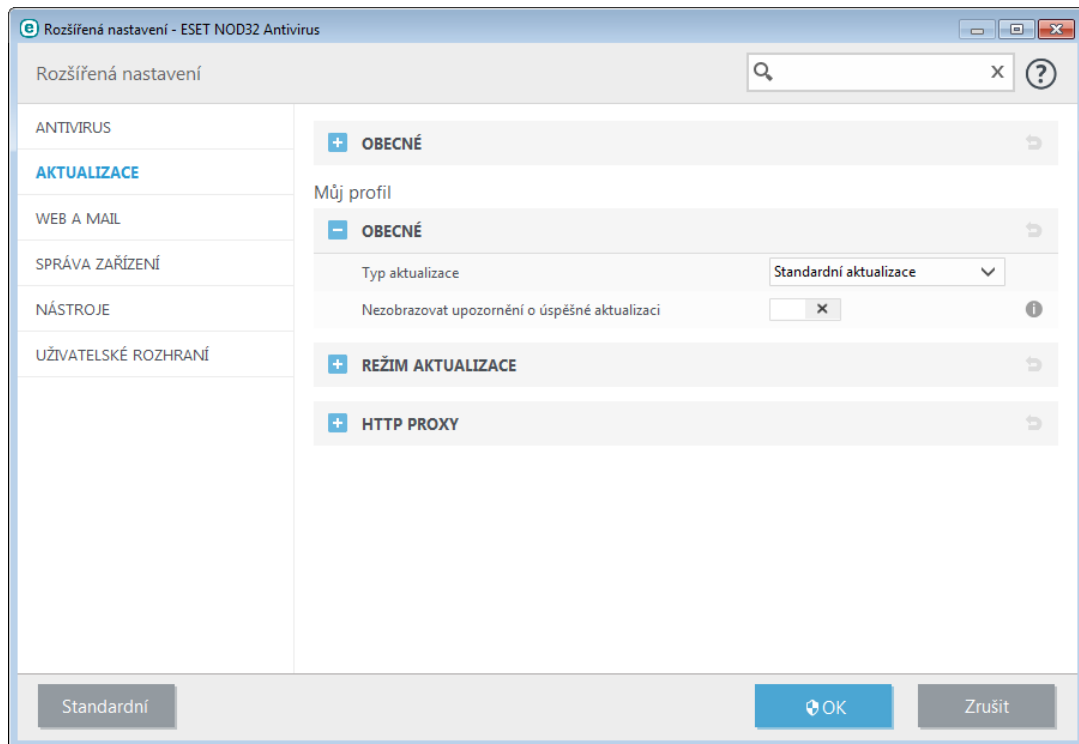 Rozšířená nastavení - ESET NOD32 Antivirus
Rozšířená nastavení
ANTIVIRUS
AKTUALIZACE
WEB A MAIL
SPRÁVA ZAŘÍZENÍ
NÁSTROJE
UŽIVATELSKÉ ROZHRANÍ
OBECNÉ
Můj profil
OBECNÉ
Typ aktualizace
Standardní aktualizace
Nezobrazovat upozornění o úspěšné aktualizaci
REŽIM AKTUALIZACE
HTTP PROXY
Standardní
OK
Zrušit